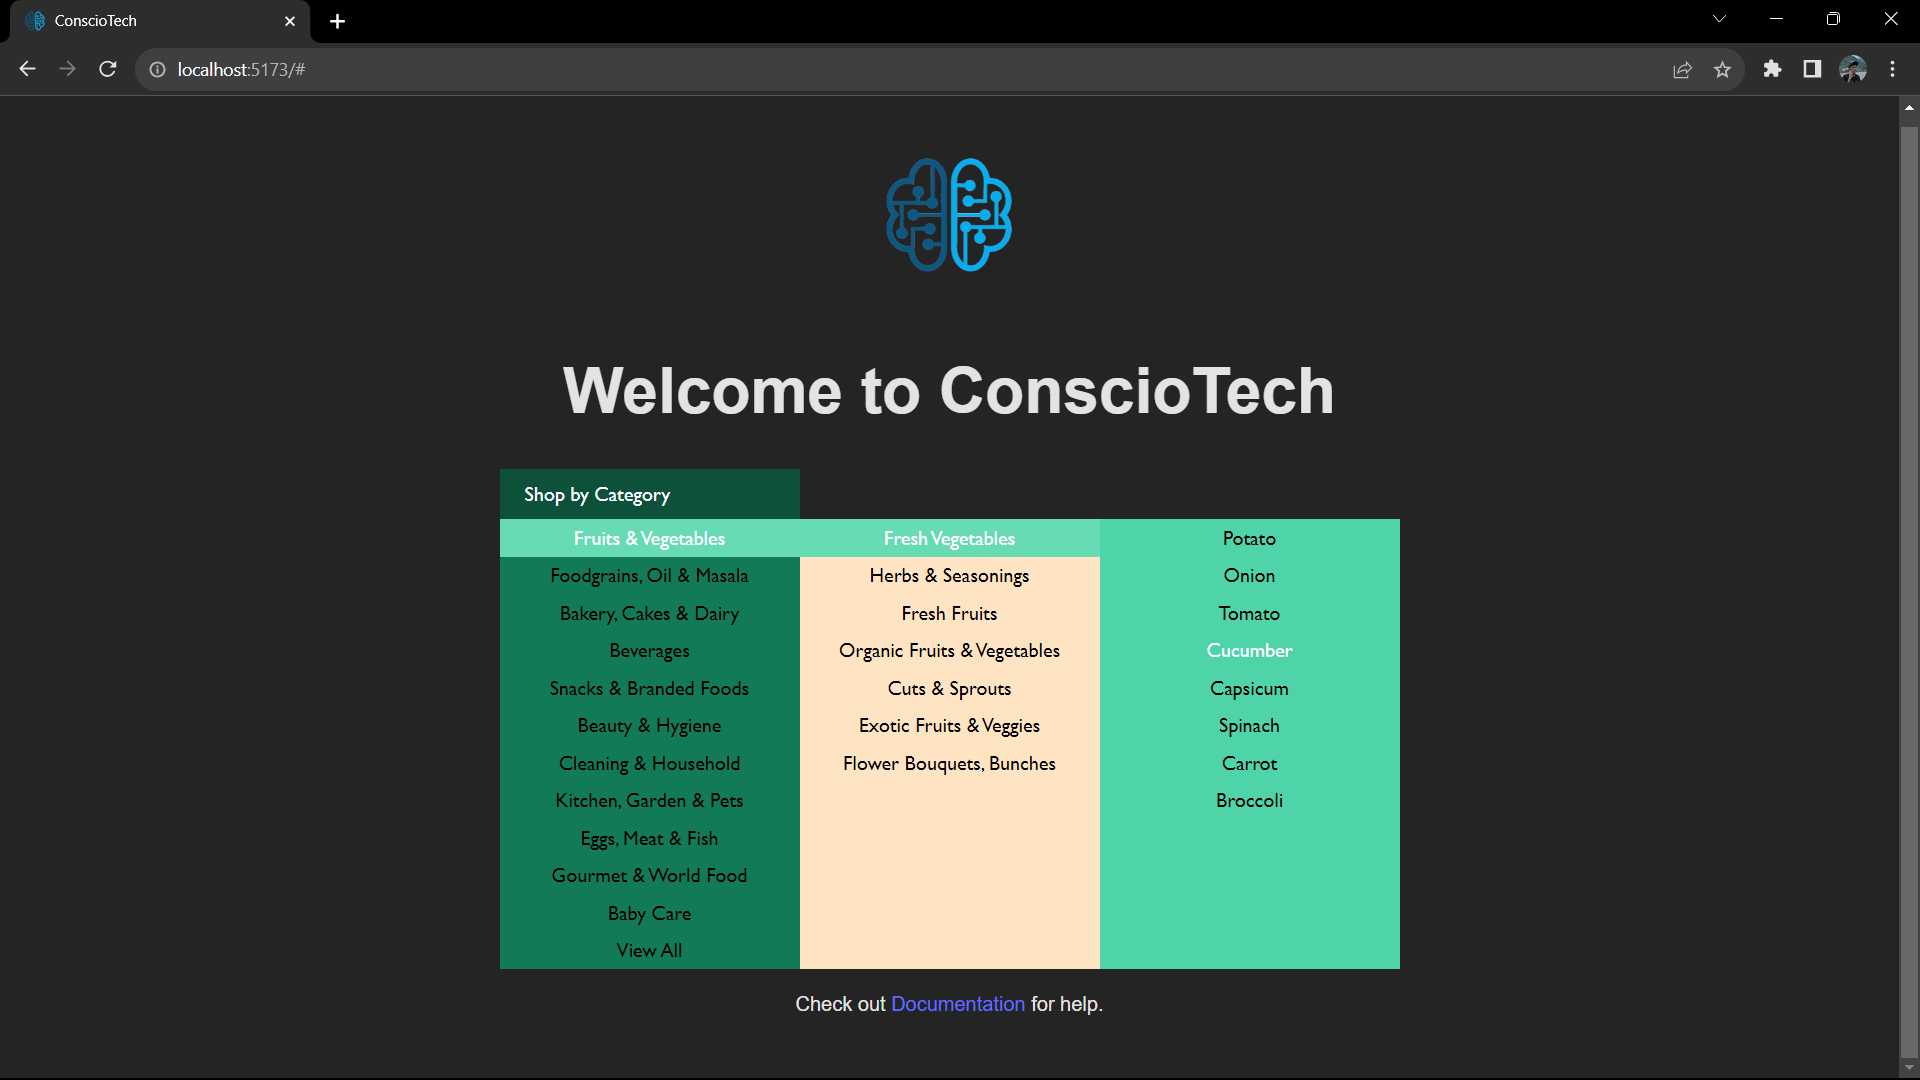 ConscioTech
localhost:5173/#
Welcome to ConscioTech
Shop by Category
Fruits & Vegetables
Foodgrains, Oil & Masala
Bakery, Cakes & Dairy
Beverages
Snacks & Branded Foods
Beauty & Hygiene
Cleaning & Household
Kitchen, Garden & Pets
Eggs, Meat & Fish
Gourmet & World Food
Baby Care
View All
Fresh Vegetables
Herbs & Seasonings
Fresh Fruits
Organic Fruits & Vegetables
Cuts & Sprouts
Exotic Fruits & Veggies
Flower Bouquets, Bunches
Potato
Onion
Tomato
Cucumber
Capsicum
Spinach
Carrot
Broccoli
Check out Documentation for help.